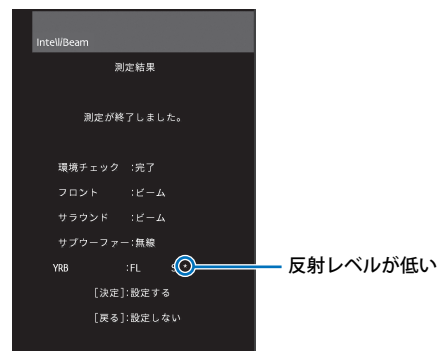 IntelliBeam
測定結果
測定が終了しました。
環境チェック :完了
フロント :ビーム
サラウンド :ビーム
サブウーファー:無線
YRB :FL S *
反射レベルが低い
[決定]:設定する
[戻る]:設定しない